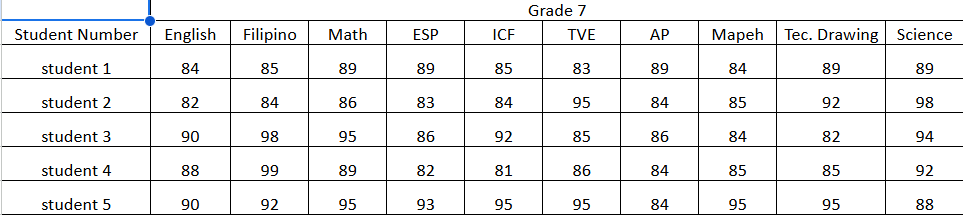 Grade 7
Student Number English Filipino Math ESP ICF TVE AP Mapeh Tec. Drawing Science
student 1 84 85 89 89 85 83 89 84 89 89
student 2 82 84 86 83 84 95 84 85 92 98
student 3 90 98 95 86 92 85 86 84 82 94
student 4 88 99 89 82 81 86 84 85 85 92
student 5 90 92 95 93 95 95 84 95 95 88